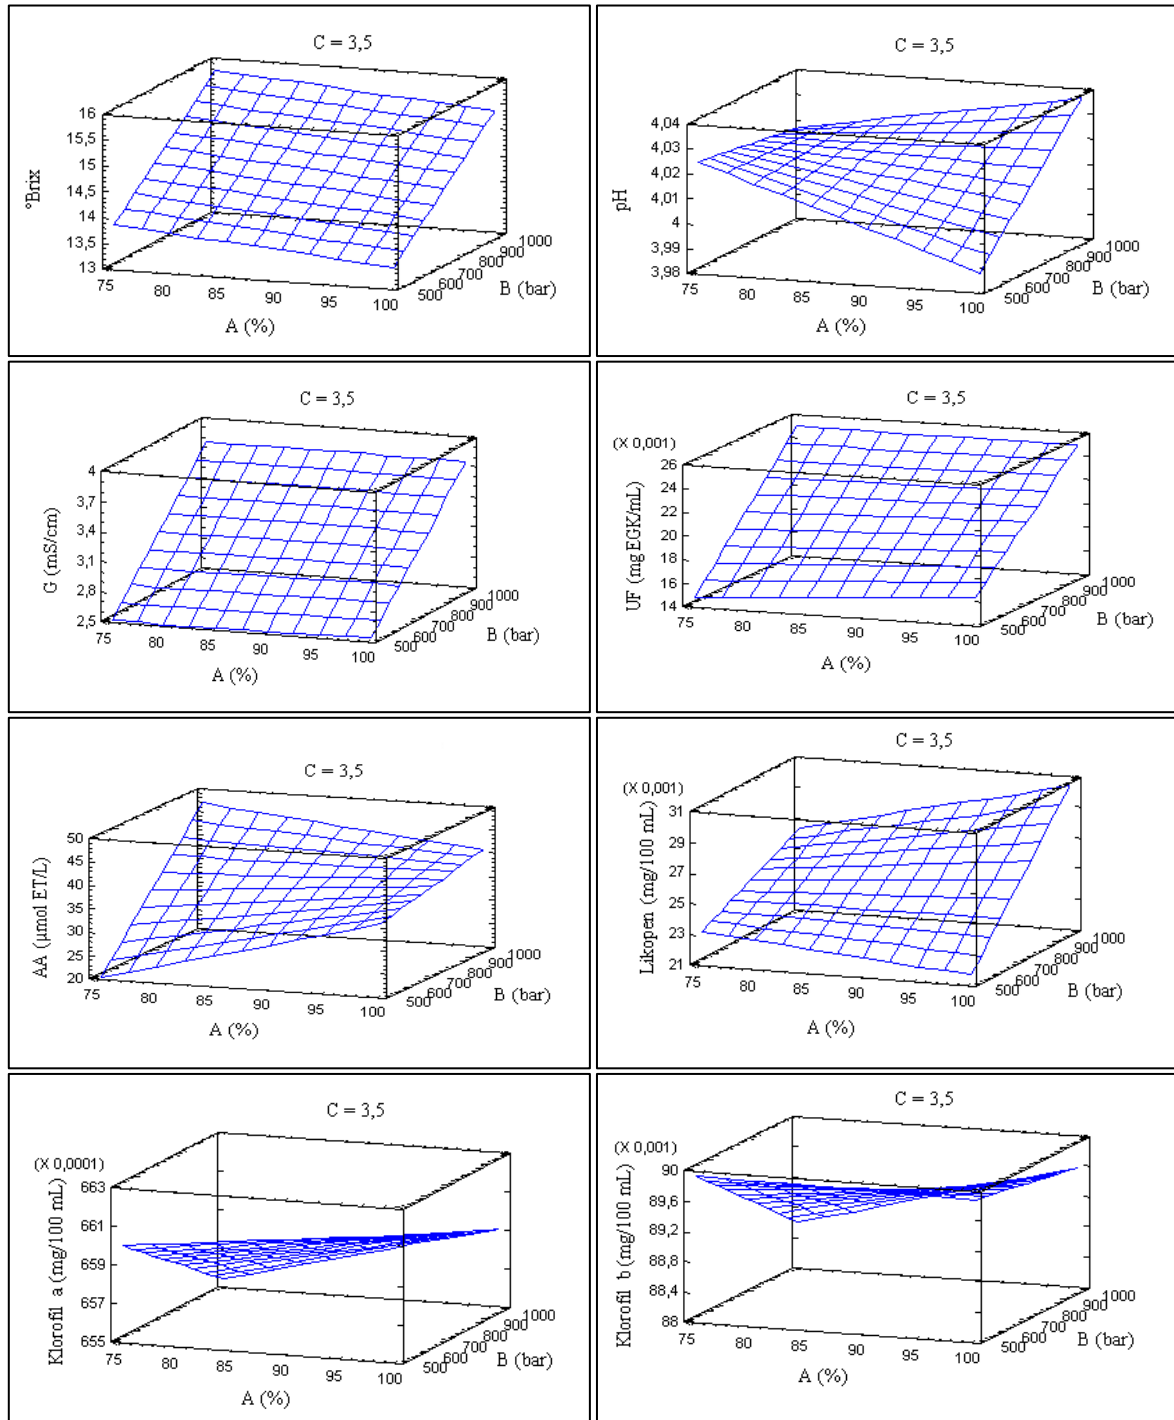 C = 3,5
°Brix
16
15,5
15
14,5
14
13,5
13
75 80 85 90 95 100
500 600 700 800 900 1000
A (%)
B (bar)
C = 3,5
pH
4,04
4,03
4,02
4,01
4
3,99
3,98
75 80 85 90 95 100
500 600 700 800 900 1000
A (%)
B (bar)
C = 3,5
G (mS/cm)
4
3,7
3,4
3,1
2,8
2,5
75 80 85 90 95 100
500 600 700 800 900 1000
A (%)
B (bar)
C = 3,5
(X 0,001)
UF (mg EGK/mL)
26
24
22
20
18
16
14
75 80 85 90 95 100
500 600 700 800 900 1000
A (%)
B (bar)
C = 3,5
AA (µmol ET/L)
50
45
40
35
30
25
20
75 80 85 90 95 100
500 600 700 800 900 1000
A (%)
B (bar)
C = 3,5
(X 0,001)
Likopen (mg/100 mL)
31
29
27
25
23
21
75 80 85 90 95 100
500 600 700 800 900 1000
A (%)
B (bar)
C = 3,5
(X 0,0001)
Klorofil a (mg/100 mL)
663
661
659
657
655
75 80 85 90 95 100
500 600 700 800 900 1000
A (%)
B (bar)
C = 3,5
(X 0,001)
Klorofil b (mg/100 mL)
90
89,6
89,2
88,8
88,4
88
75 80 85 90 95 100
500 600 700 800 900 1000
A (%)
B (bar)